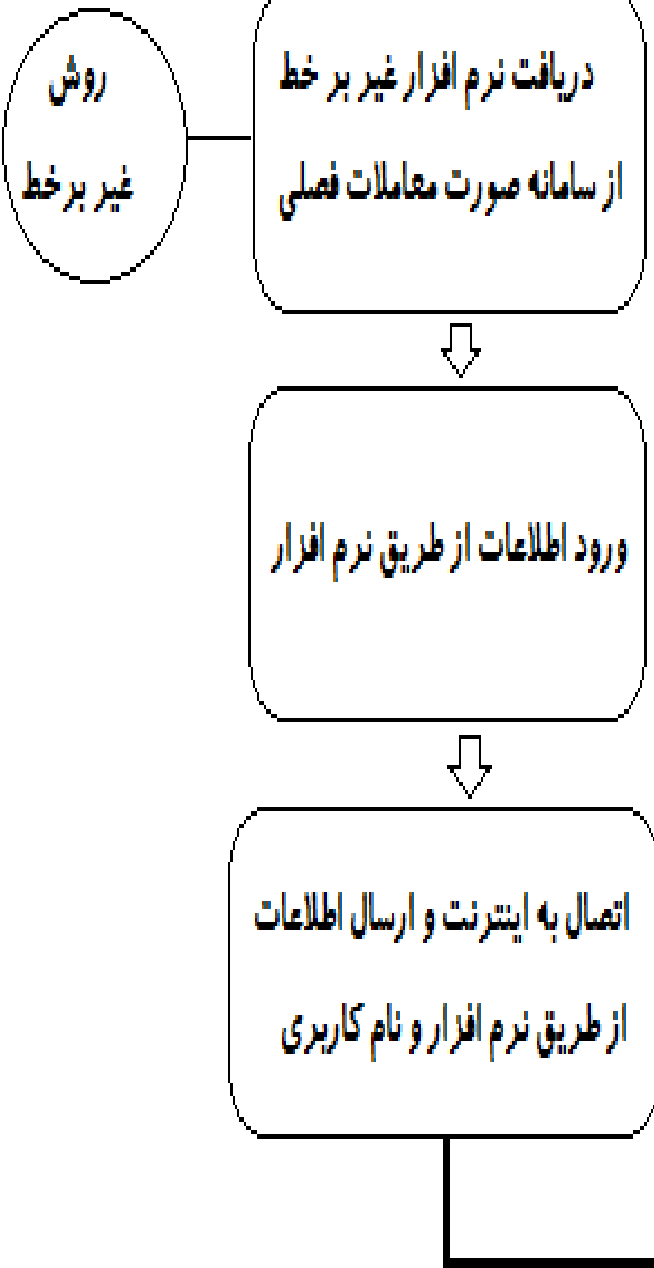 روش
غیر برخط
دریافت نرم افزار غیر بر خط
از سامانه صورت معاملات فصلی
ورود اطلاعات از طریق نرم افزار
اتصال به اینترنت و ارسال اطلاعات
از طریق نرم افزار و نام کاربری